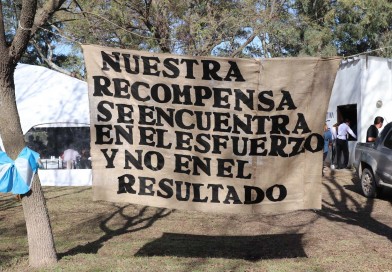 NUESTRA
RECOMPENSA
SE ENCUENTRA
EN EL ESFUERZO
Y NO EN EL
RESULTADO